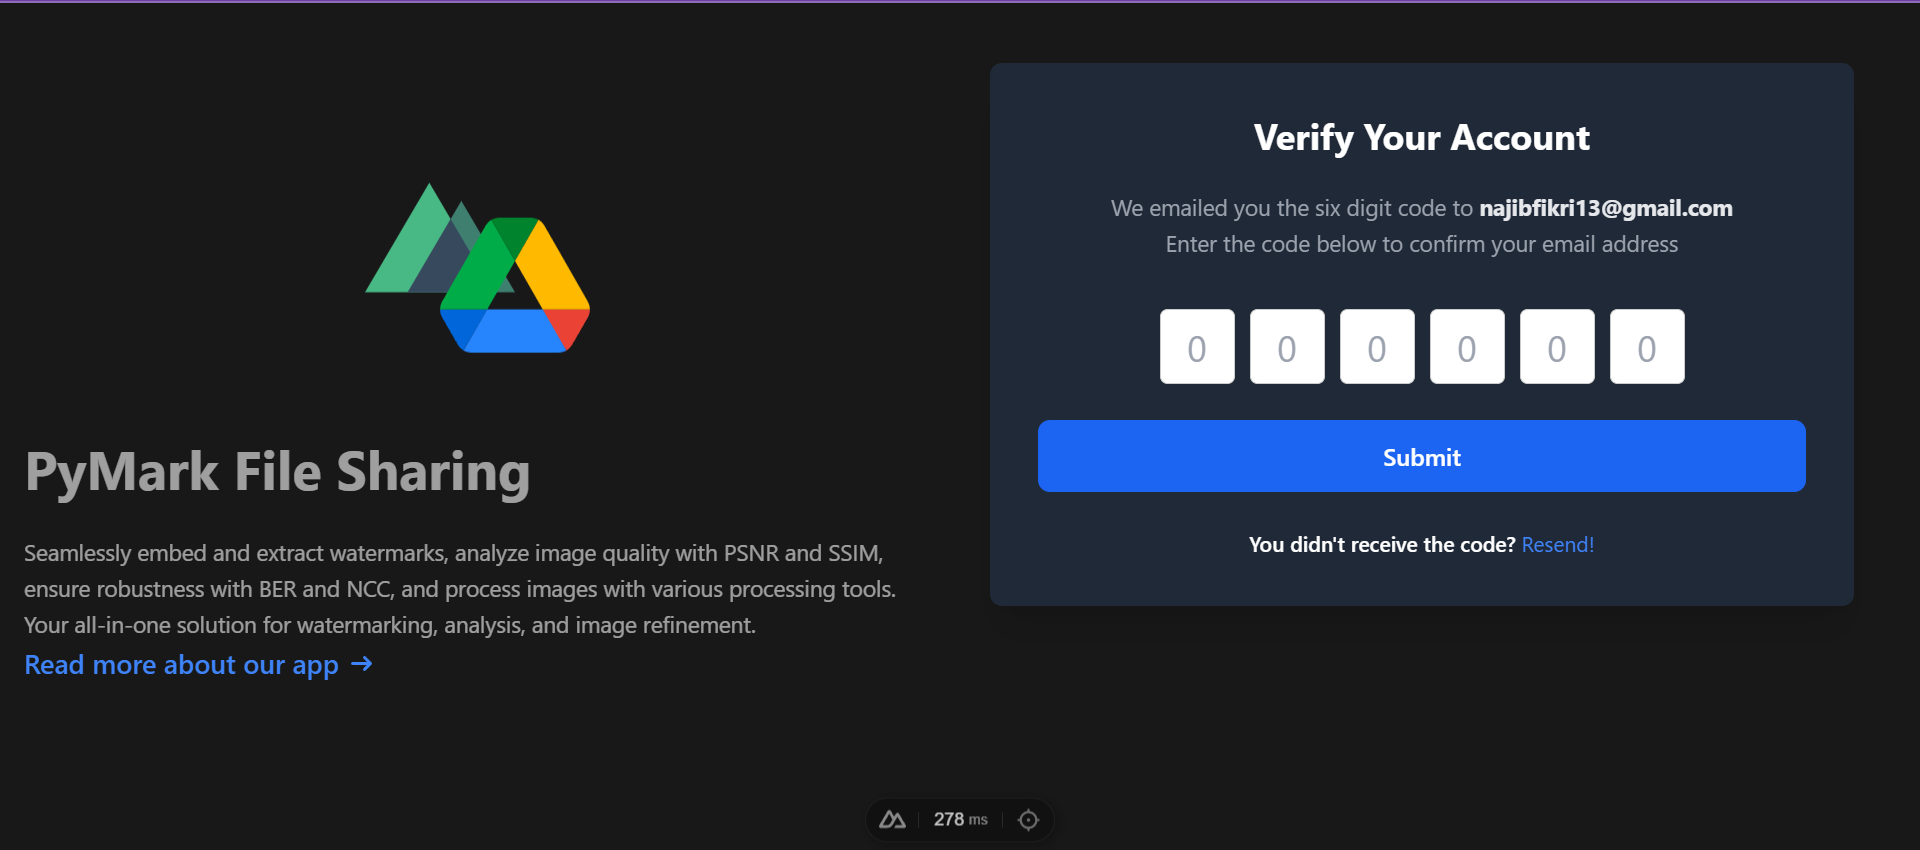 PyMark File Sharing
Seamlessly embed and extract watermarks, analyze image quality with PSNR and SSIM,
ensure robustness with BER and NCC, and process images with various processing tools.
Your all-in-one solution for watermarking, analysis, and image refinement.
Read more about our app →
Verify Your Account
We emailed you the six digit code to najibfikri13@gmail.com
Enter the code below to confirm your email address
0 0 0 0 0 0
Submit
You didn't receive the code? Resend!
278 ms